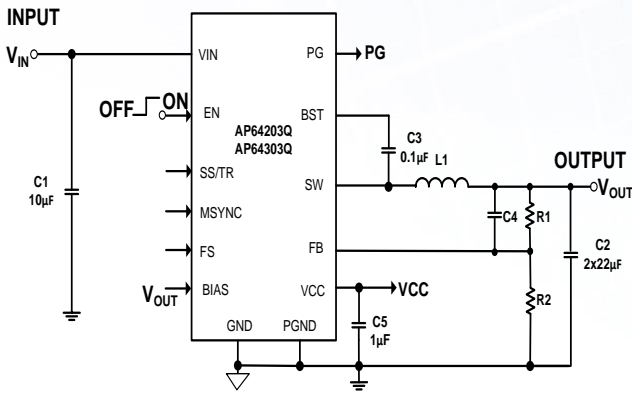 INPUT
VIN
VIN
PG
PG
OFF
ON
EN
BST
AP64203Q
AP64303Q
C3
0.1µF
L1
OUTPUT
VOUT
C1
10µF
SS/TR
SW
MSYNC
C4
R1
FS
FB
C2
2x22µF
VOUT
BIAS
VCC
VCC
R2
GND
PGND
C5
1µF